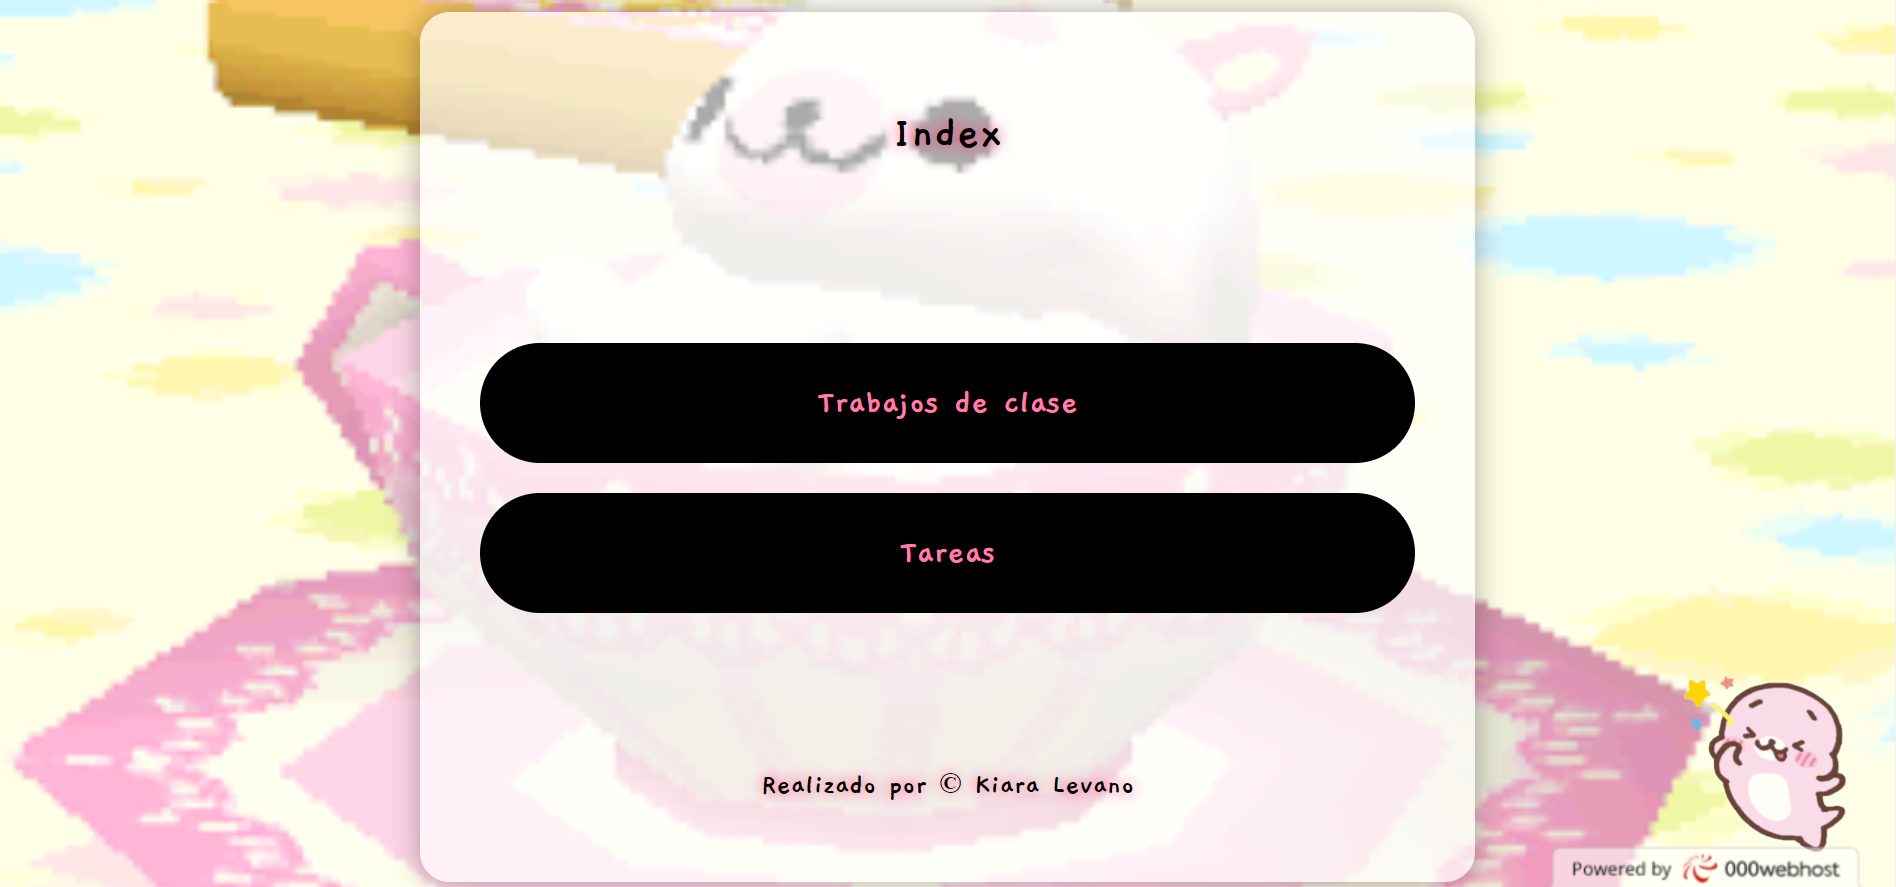 Index
Trabajos de clase
Tareas
Realizado por © Kiara Levano
Powered by 000webhost